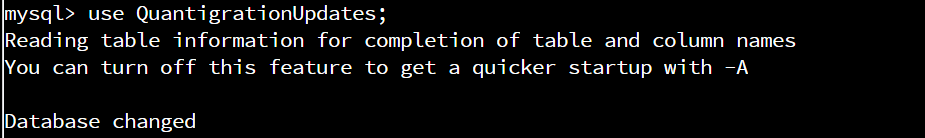 mysql> use QuantigrationUpdates;
Reading table information for completion of table and column names
You can turn off this feature to get a quicker startup with -A
Database changed